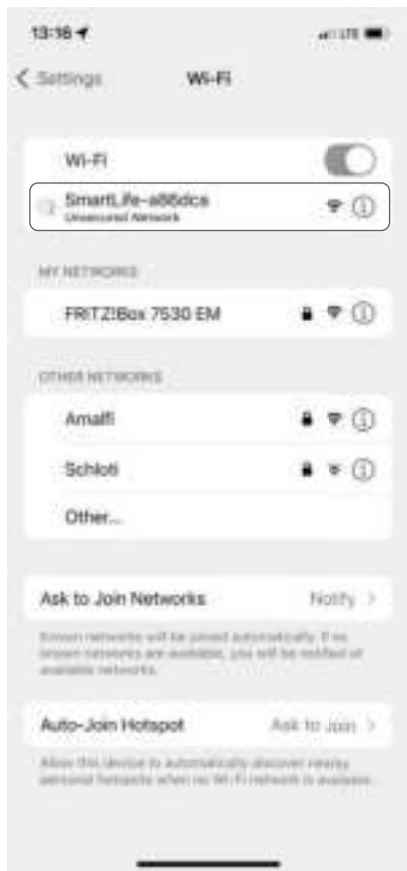 13:16
LTE
Settings
Wi-Fi
Wi-Fi
SmartLife-a86dca
Unsecured Network
MY NETWORKS
FRITZ!Box 7530 EM
OTHER NETWORKS
Amalfi
Schloti
Other...
Ask to Join Networks
Notify
Known networks will be joined automatically. If no
known networks are available, you will be notified of
available networks.
Auto-Join Hotspot
Ask to Join
Allow this device to automatically discover nearby
personal hotspots when no Wi-Fi network is available.